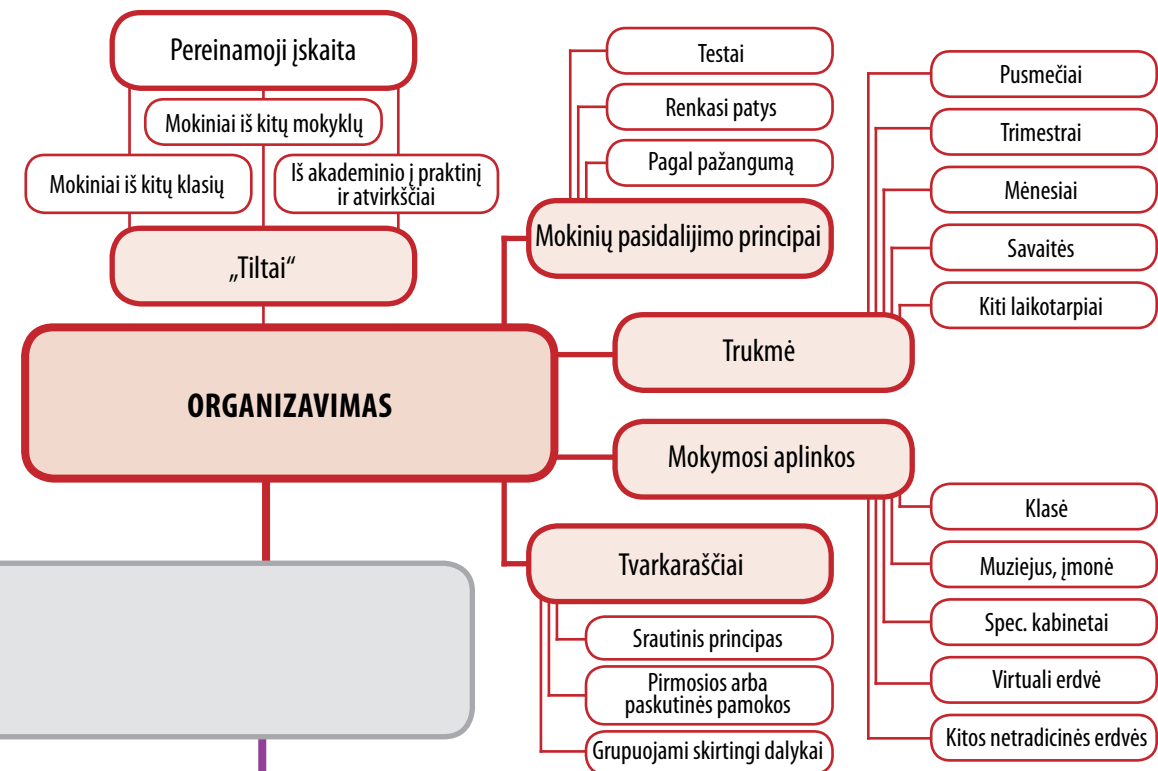 Pereinamoji įskaita
Mokiniai iš kitų mokyklų
Mokiniai iš kitų klasių
Iš akademinio į praktinį
ir atvirkščiai
„Tiltai“
ORGANIZAVIMAS
Testai
Renkasi patys
Pagal pažangumą
Mokinių pasidalijimo principai
Pusmečiai
Trimestrai
Mėnesiai
Savaitės
Kiti laikotarpiai
Trukmė
Mokymosi aplinkos
Klasė
Muziejus, įmonė
Spec. kabinetai
Virtuali erdvė
Kitos netradicinės erdvės
Tvarkaraščiai
Srautinis principas
Pirmosios arba
paskutinės pamokos
Grupuojami skirtingi dalykai